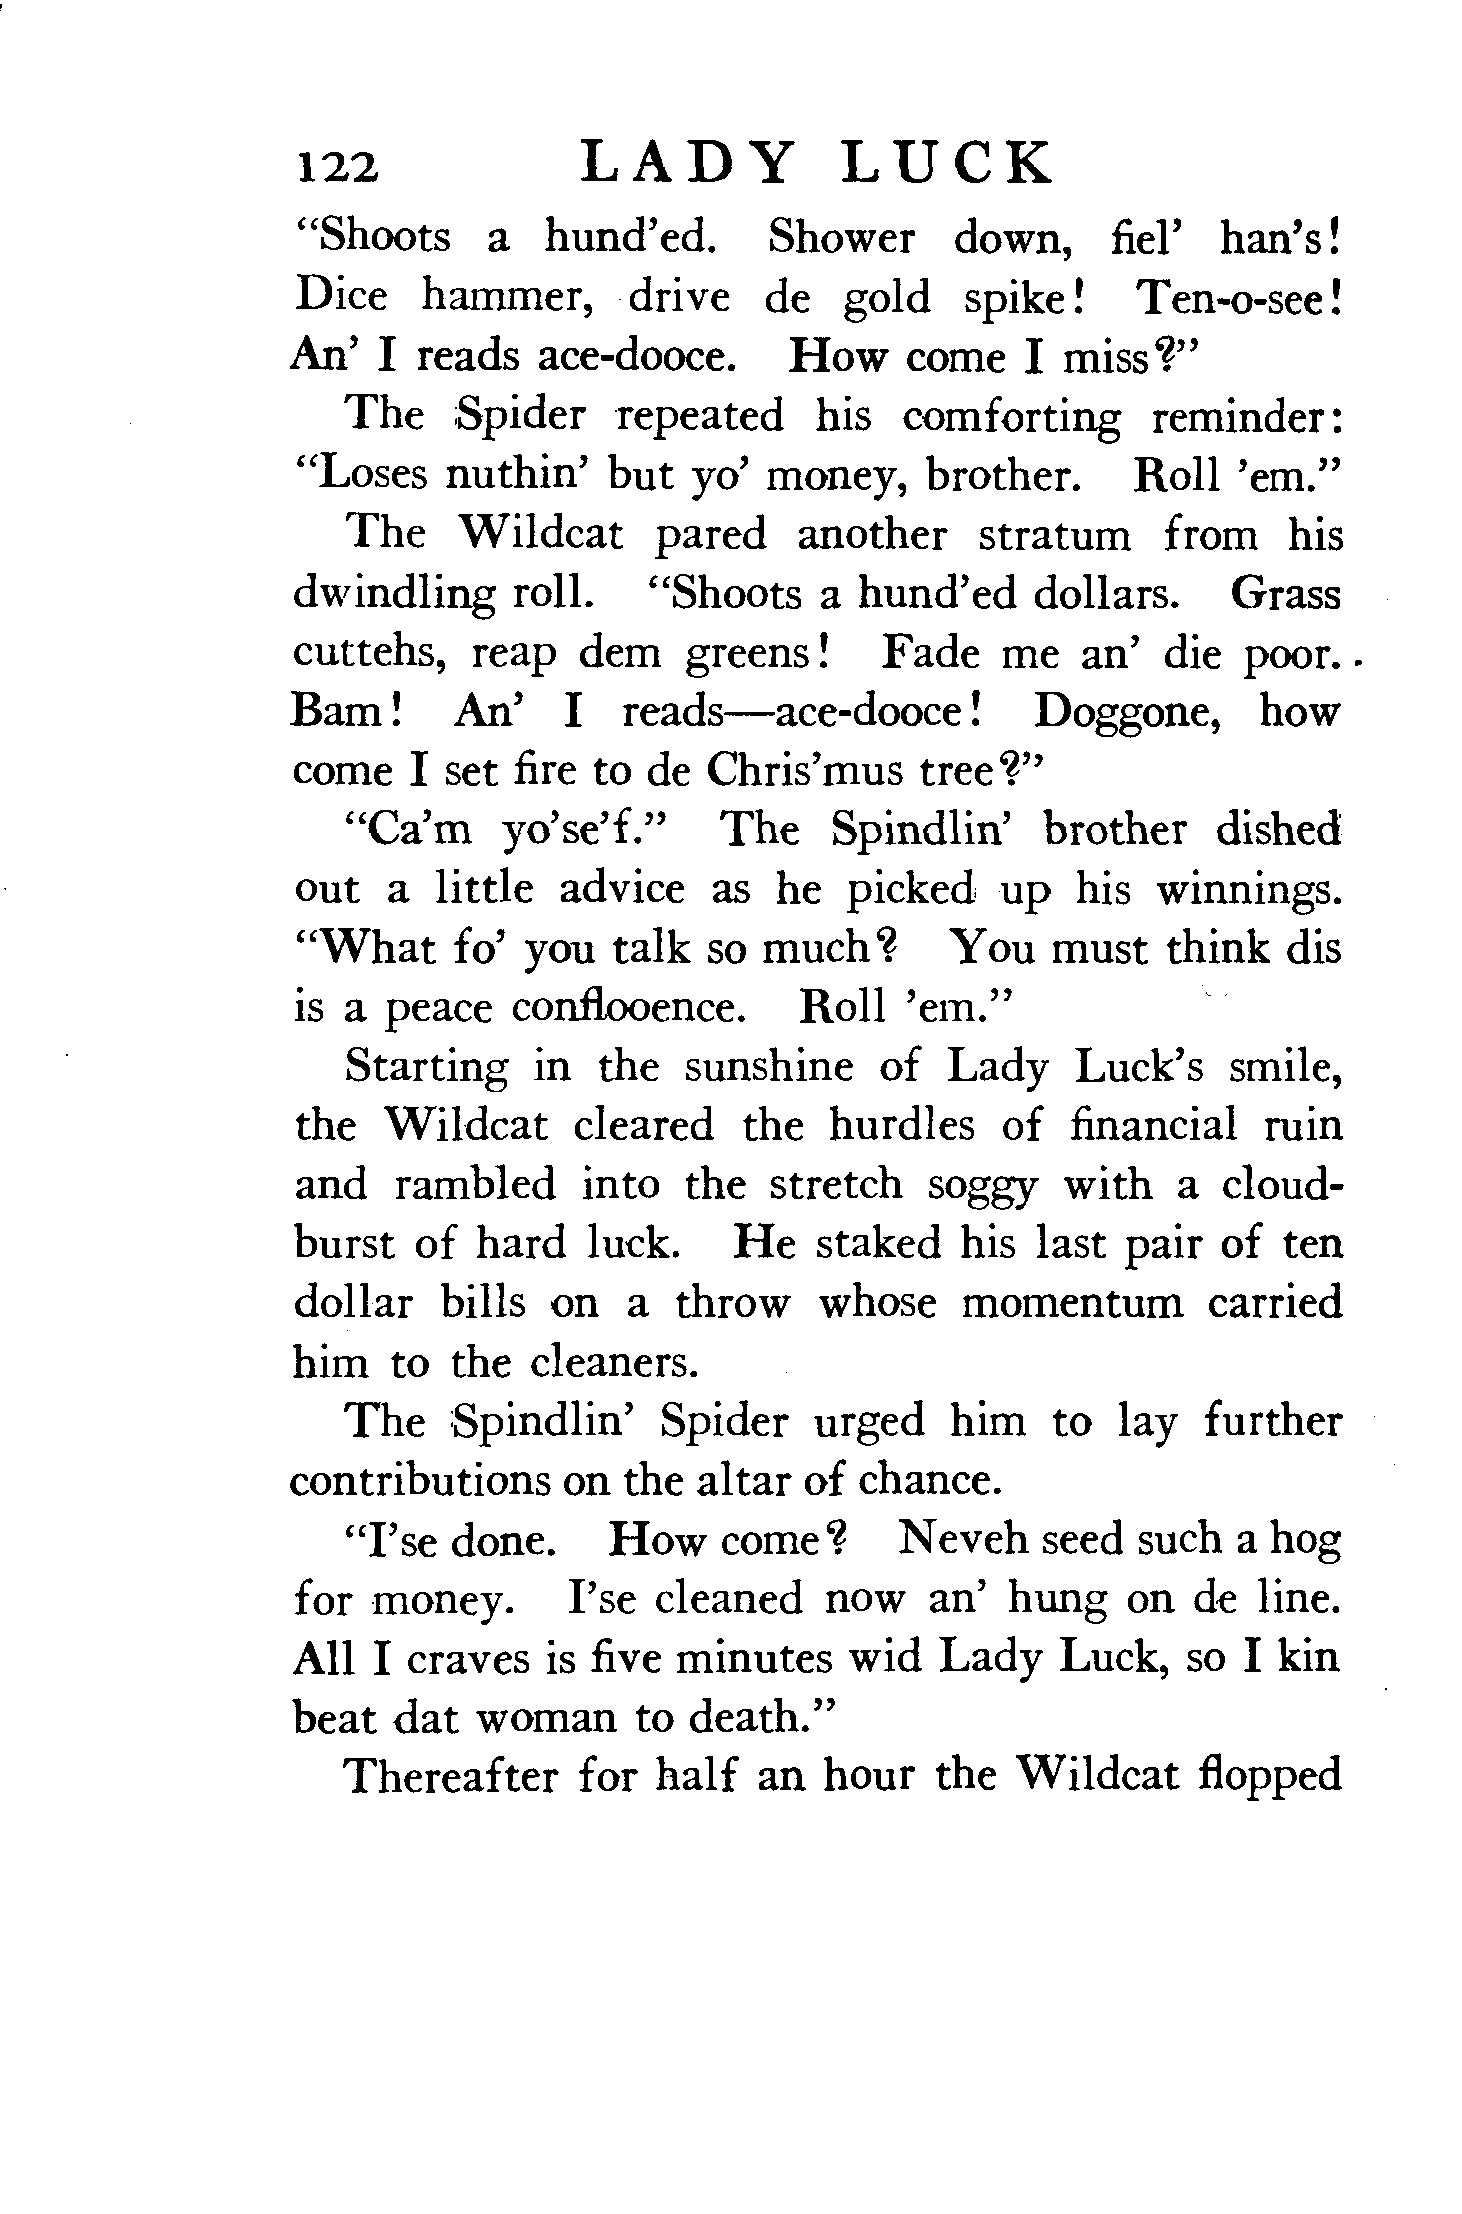 122 LADY LUCK
“Shoots a hund’ed. Shower down, fiel’ han’s!
Dice hammer, drive de gold spike! Ten-o-see!
An’ I reads ace-dooce. How come I miss?”
The Spider repeated his comforting reminder:
“Loses nuthin’ but yo’ money, brother. Roll ’em.”
The Wildcat pared another stratum from his
dwindling roll. “Shoots a hund’ed dollars. Grass
cuttehs, reap dem greens! Fade me an’ die poor. .
Bam! An’ I reads—ace-dooce! Doggone, how
come I set fire to de Chris’mus tree?”
“Ca’m yo’se’f.” The Spindlin’ brother dished
out a little advice as he picked up his winnings.
“What fo’ you talk so much? You must think dis
is a peace conflooence. Roll ’em.”
Starting in the sunshine of Lady Luck’s smile,
the Wildcat cleared the hurdles of financial ruin
and rambled into the stretch soggy with a cloud-
burst of hard luck. He staked his last pair of ten
dollar bills on a throw whose momentum carried
him to the cleaners.
The Spindlin’ Spider urged him to lay further
contributions on the altar of chance.
“I’se done. How come? Neveh seed such a hog
for money. I’se cleaned now an’ hung on de line.
All I craves is five minutes wid Lady Luck, so I kin
beat dat woman to death.”
Thereafter for half an hour the Wildcat flopped